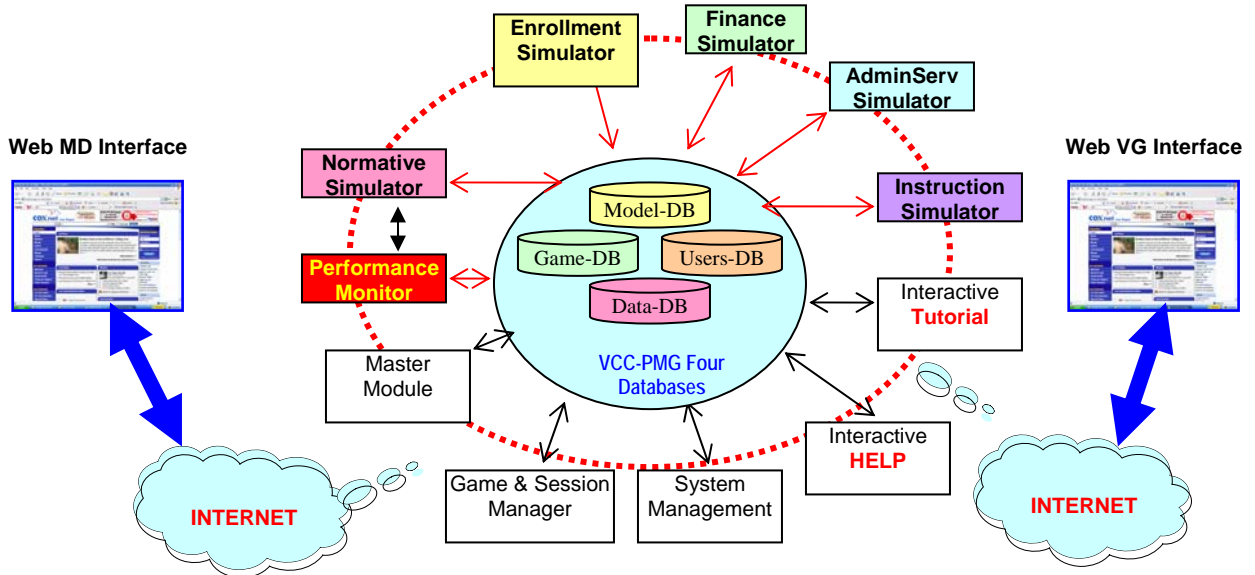 Enrollment
Simulator
Finance
Simulator
AdminServ
Simulator
Web MD Interface
Web VG Interface
Normative
Simulator
Instruction
Simulator
Model-DB
Game-DB
Users-DB
Data-DB
Performance
Monitor
Interactive
Tutorial
VCC-PMG Four
Databases
Master
Module
Interactive
HELP
Game & Session
Manager
System
Management
INTERNET
INTERNET